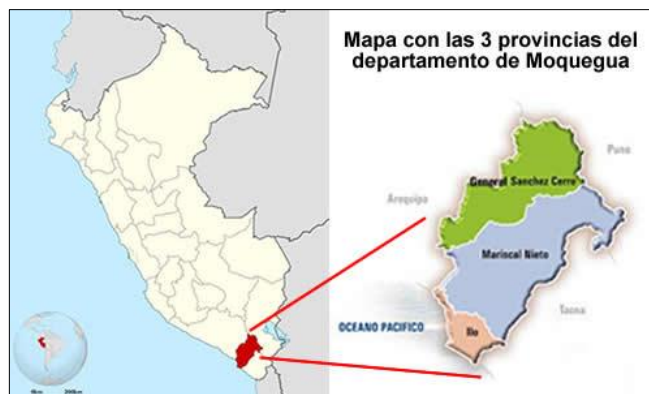 Mapa con las 3 provincias del
departamento de Moquegua
Puno
General Sanchez Cerro
Arequipa
Mariscal Nieto
Tacna
OCEANO PACIFICO
Ilo